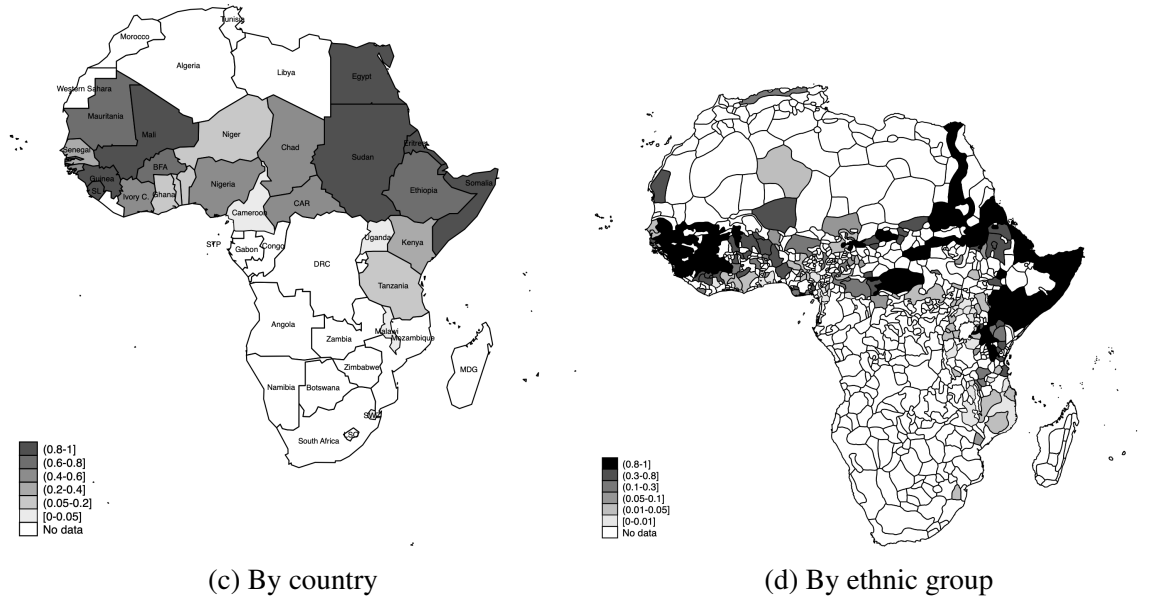 Tunisia
Morocco
Algeria
Libya
Egypt
Western Sahara
Mauritania
Mali
Niger
Chad
Sudan
Eritrea
Senegal
BFA
Guinea
SL
Ivory C.
Ghana
Nigeria
Ethiopia
Somalia
CAR
Cameroon
STP
Gabon
Congo
Uganda
Kenya
DRC
Tanzania
Angola
Malawi
Zambia
Mozambique
Zimbabwe
MDG
Namibia
Botswana
SWZ
South Africa
LSO
(0.8-1]
(0.6-0.8]
(0.4-0.6]
(0.2-0.4]
(0.05-0.2]
[0-0.05]
No data
(c) By country
(0.8-1]
(0.3-0.8]
(0.1-0.3]
(0.05-0.1]
(0.01-0.05]
[0-0.01]
No data
(d) By ethnic group